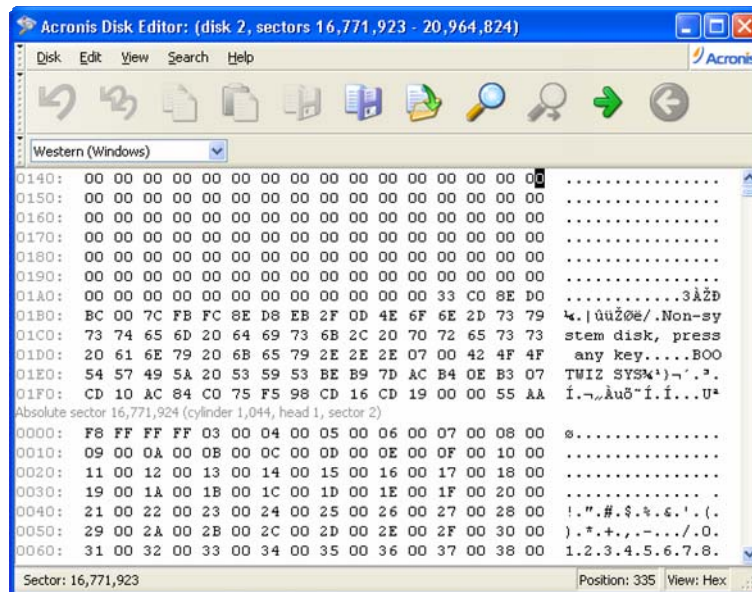 Acronis Disk Editor: (disk 2, sectors 16,771,923 - 20,964,824)
Disk Edit View Search Help
Acronis
Western (Windows)
0140: 00 00 00 00 00 00 00 00 00 00 00 00 00 00 00 00 ................
0150: 00 00 00 00 00 00 00 00 00 00 00 00 00 00 00 00 ................
0160: 00 00 00 00 00 00 00 00 00 00 00 00 00 00 00 00 ................
0170: 00 00 00 00 00 00 00 00 00 00 00 00 00 00 00 00 ................
0180: 00 00 00 00 00 00 00 00 00 00 00 00 00 00 00 00 ................
0190: 00 00 00 00 00 00 00 00 00 00 00 00 00 00 00 00 ................
01A0: 00 00 00 00 00 00 00 00 00 00 00 00 33 C0 8E D0 ............3ÀŽÐ
01B0: BC 00 7C FB FC 8E D8 EB 2F 0D 4E 6F 6E 2D 73 79 ¼.|ûüŽØë/.Non-sy
01C0: 73 74 65 6D 20 64 69 73 6B 2C 20 70 72 65 73 73 stem disk, press
01D0: 20 61 6E 79 20 6B 65 79 2E 2E 2E 07 00 42 4F 4F any key.....BOO
01E0: 54 57 49 5A 20 53 59 53 BE B9 7D AC B4 0E B3 07 TWIZ SYS¾¹}¬´.³.
01F0: CD 10 AC 84 C0 75 F5 98 CD 16 CD 19 00 00 55 AA Í.¬„Àuõ˜Í.Í...Uª
Absolute sector 16,771,924 (cylinder 1,044, head 1, sector 2)
0000: F8 FF FF FF 03 00 04 00 05 00 06 00 07 00 08 00 ø...............
0010: 09 00 0A 00 0B 00 0C 00 0D 00 0E 00 0F 00 10 00 ................
0020: 11 00 12 00 13 00 14 00 15 00 16 00 17 00 18 00 ................
0030: 19 00 1A 00 1B 00 1C 00 1D 00 1E 00 1F 00 20 00 .............. .
0040: 21 00 22 00 23 00 24 00 25 00 26 00 27 00 28 00 !.".#.$.%.&.'.(.
0050: 29 00 2A 00 2B 00 2C 00 2D 00 2E 00 2F 00 30 00 ).*.+.,.-.../.0.
0060: 31 00 32 00 33 00 34 00 35 00 36 00 37 00 38 00 1.2.3.4.5.6.7.8.
Sector: 16,771,923 Position: 335 View: Hex